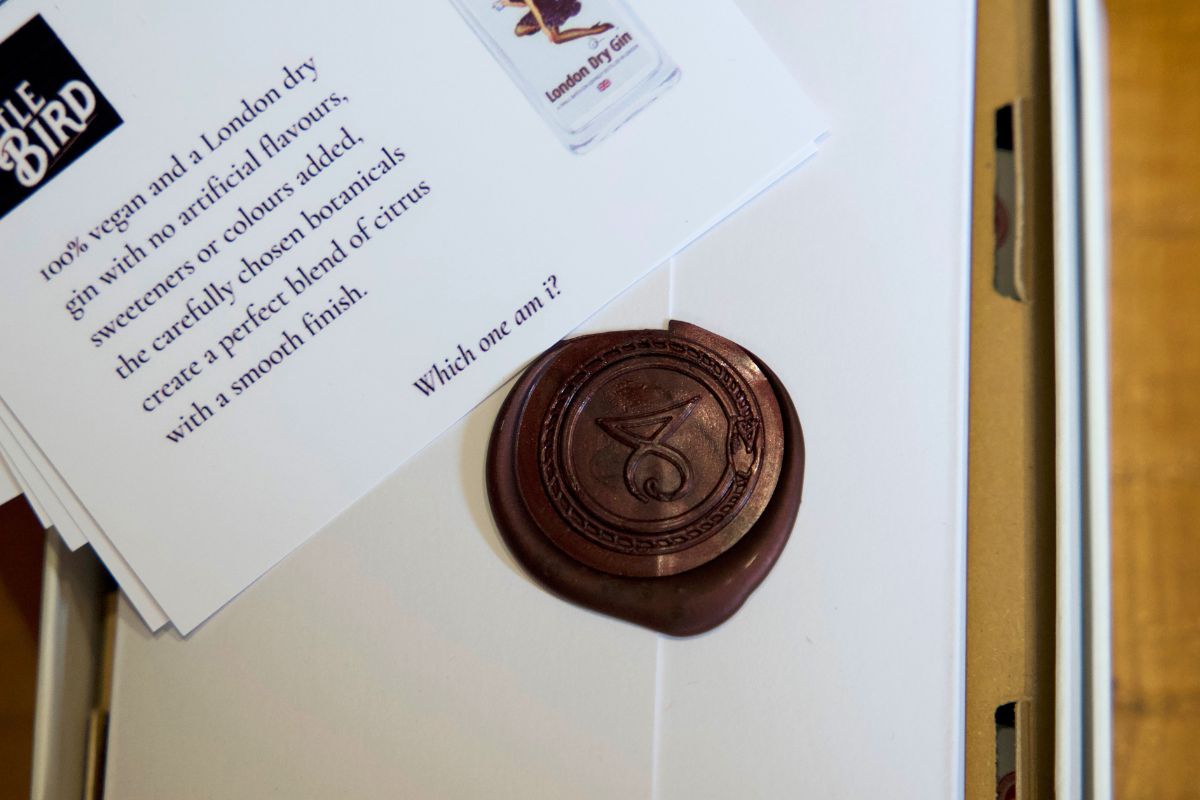 TLE
BIRD
London Dry Gin
100% vegan and a London dry
gin with no artificial flavours,
sweeteners or colours added,
the carefully chosen botanicals
create a perfect blend of citrus
with a smooth finish.
Which one am i?